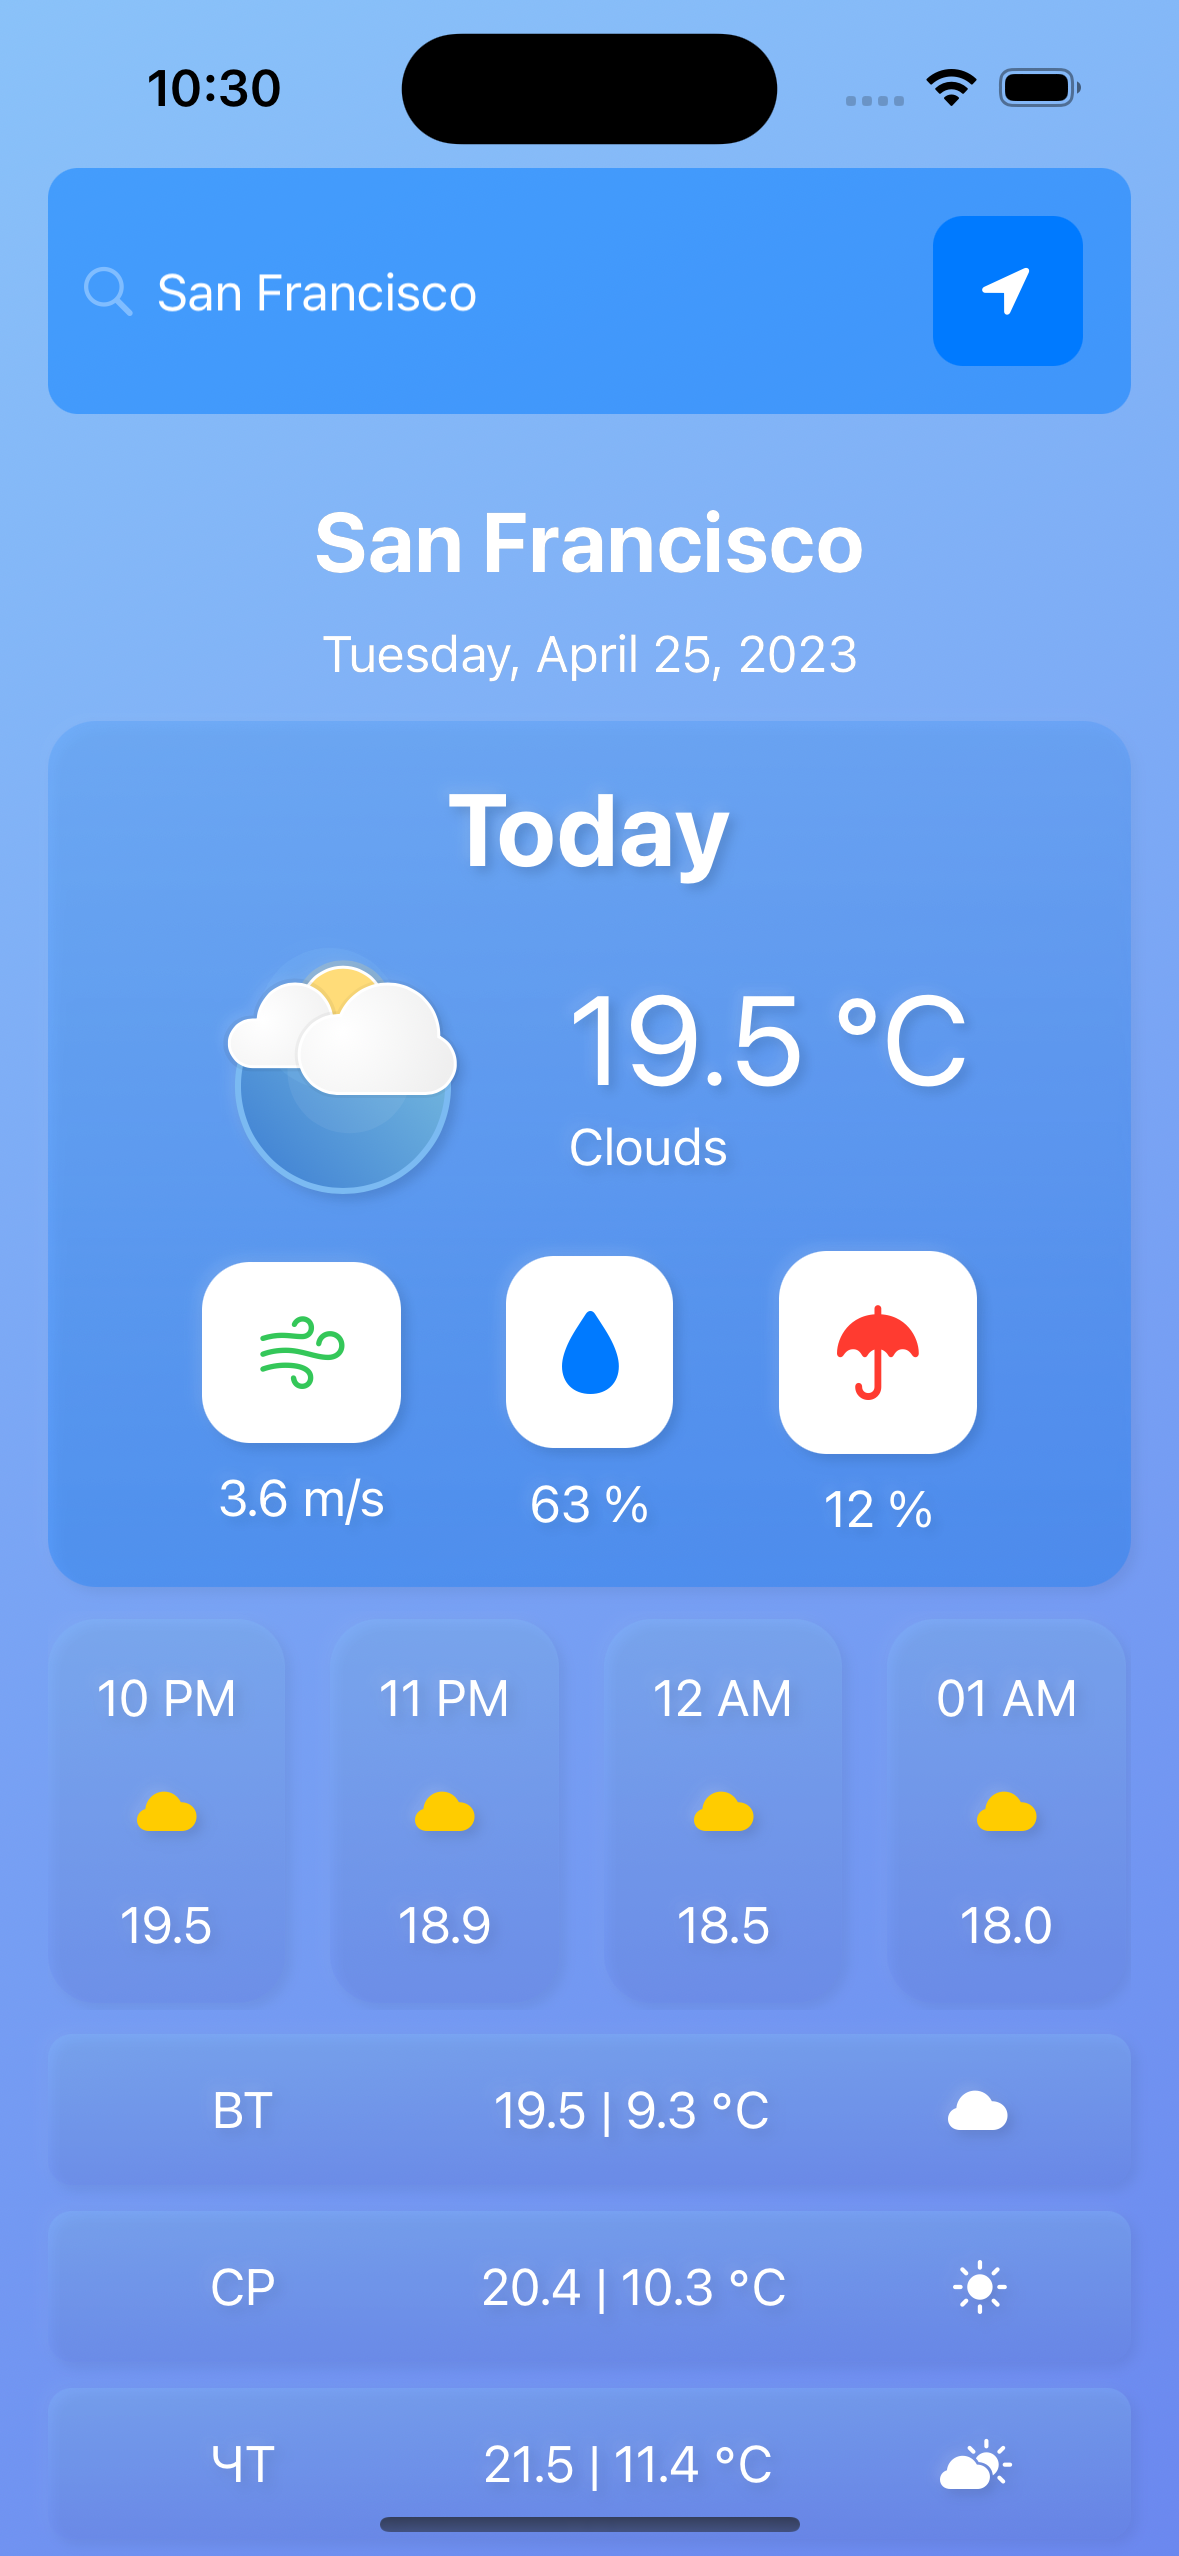 10:30
San Francisco
San Francisco
Tuesday, April 25, 2023
Today
19.5 °C
Clouds
3.6 m/s 63 % 12 %
10 PM 11 PM 12 AM 01 AM
19.5 18.9 18.5 18.0
ВТ 19.5 | 9.3 °C
СР 20.4 | 10.3 °C
ЧТ 21.5 | 11.4 °C